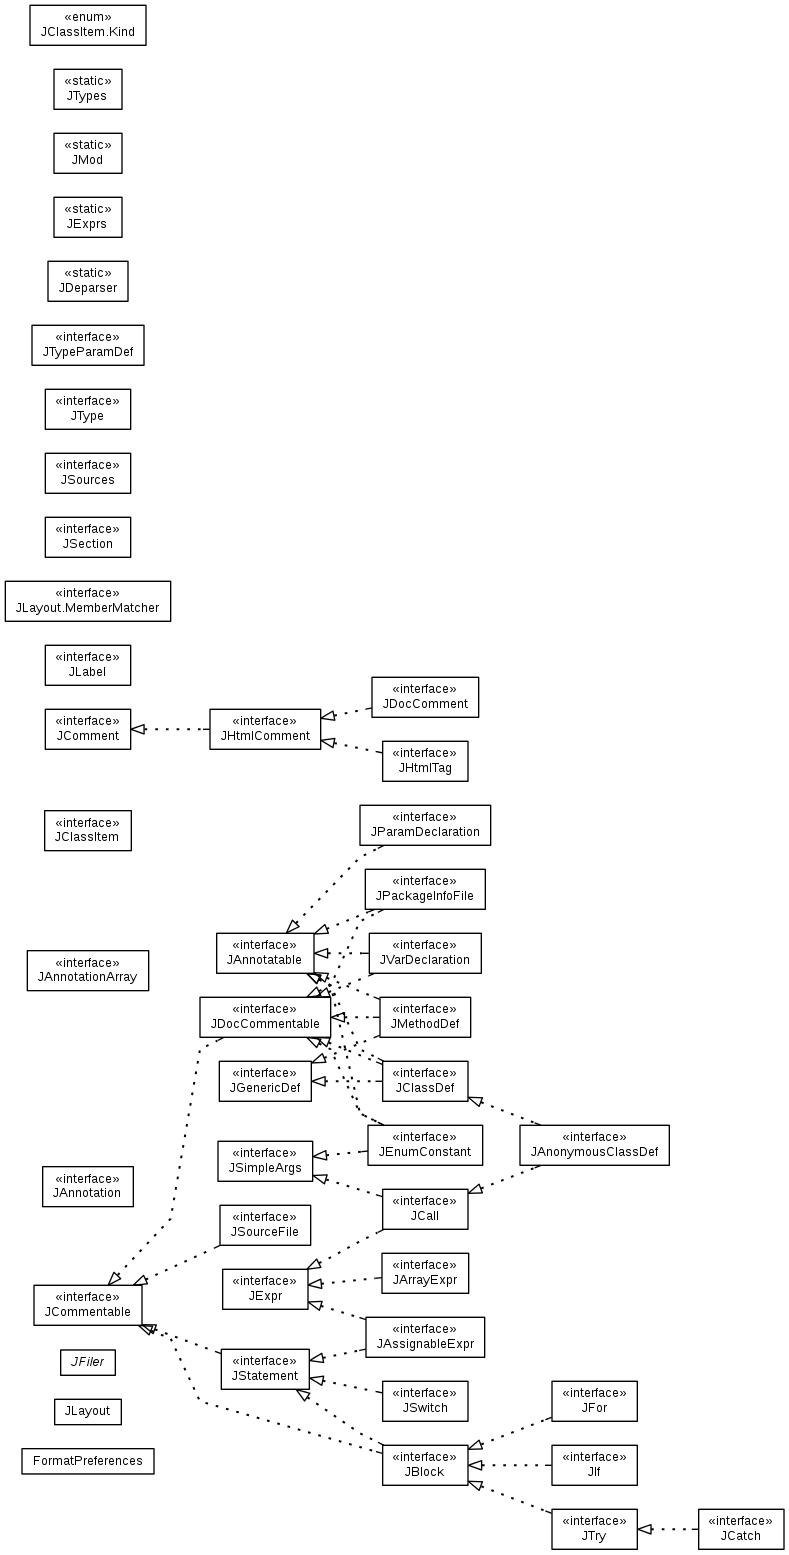 «enum»
JClassItem.Kind
«static»
JTypes
«static»
JMod
«static»
JExprs
«static»
JDeparser
«interface»
JTypeParamDef
«interface»
JType
«interface»
JSources
«interface»
JSection
«interface»
JLayout.MemberMatcher
«interface»
JLabel
«interface»
JComment
«interface»
JHtmlComment
«interface»
JDocComment
«interface»
JHtmlTag
«interface»
JClassItem
«interface»
JParamDeclaration
«interface»
JPackageInfoFile
«interface»
JAnnotatable
«interface»
JVarDeclaration
«interface»
JAnnotationArray
«interface»
JDocCommentable
«interface»
JMethodDef
«interface»
JGenericDef
«interface»
JClassDef
«interface»
JEnumConstant
«interface»
JAnonymousClassDef
«interface»
JSimpleArgs
«interface»
JAnnotation
«interface»
JCall
«interface»
JSourceFile
«interface»
JExpr
«interface»
JArrayExpr
«interface»
JCommentable
«interface»
JAssignableExpr
JFiler
«interface»
JStatement
«interface»
JSwitch
JLayout
«interface»
JFor
FormatPreferences
«interface»
JBlock
«interface»
JIf
«interface»
JTry
«interface»
JCatch